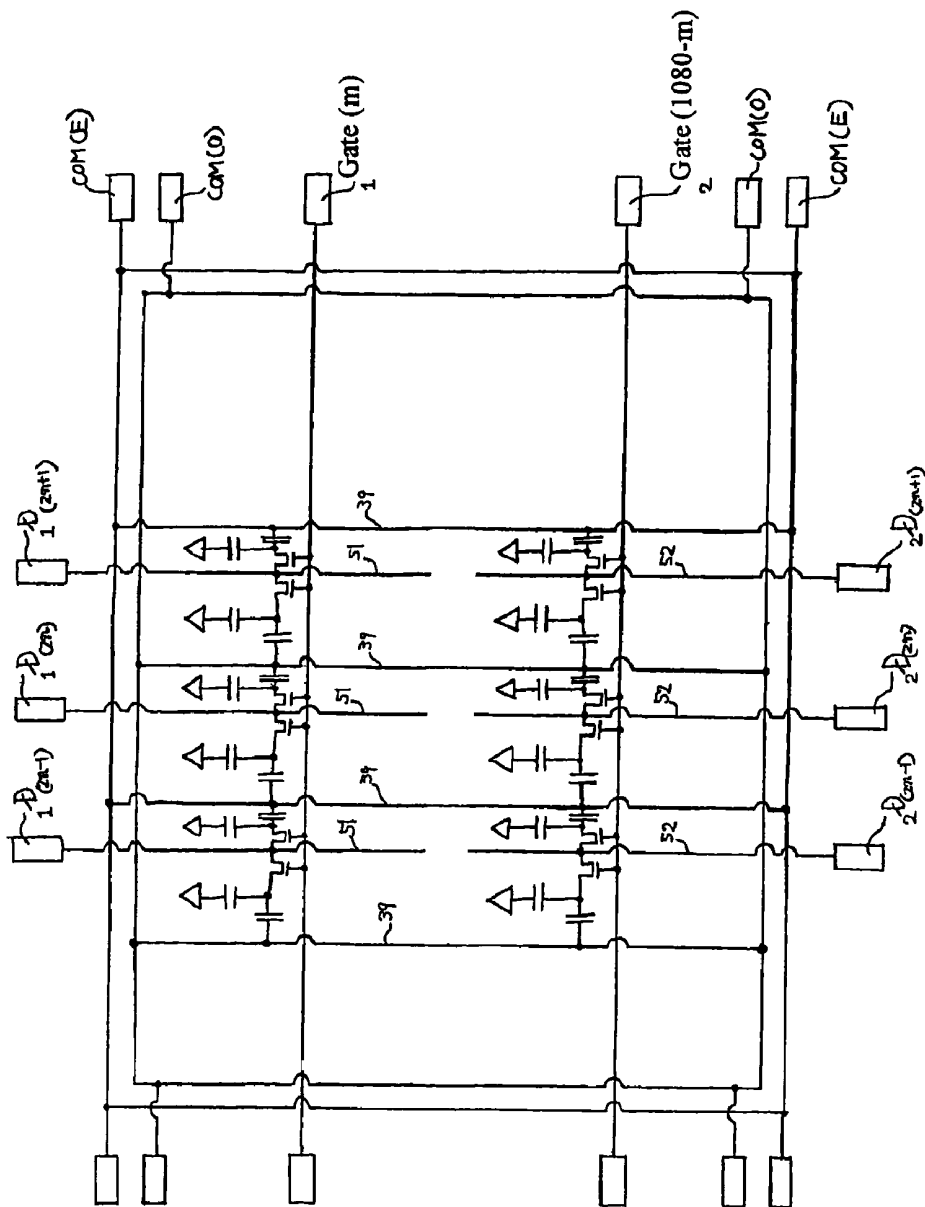 COM(E)
COM(O)
Gate (m)
1
Gate (1080-m)
2
COM(O)
COM(E)
1 D(2n+1)
1 D(2n)
1 D(2n-1)
39
51
52
39
51
52
39
51
52
39
2 D(2n+1)
2 D(2n)
2 D(2n-1)